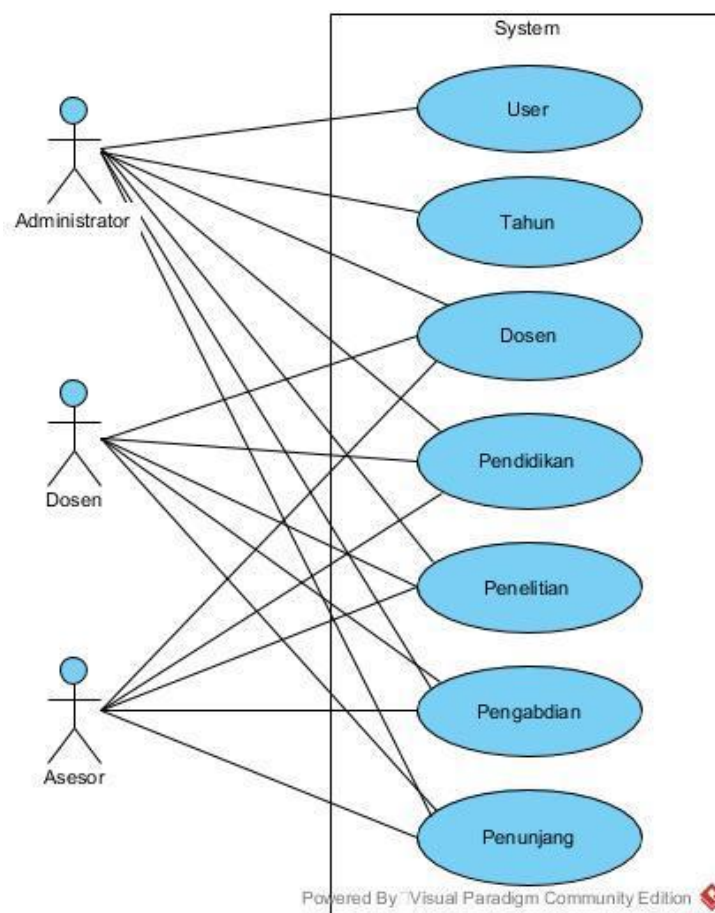 System
User
Administrator
Tahun
Dosen
Dosen
Pendidikan
Penelitian
Asesor
Pengabdian
Penunjang
Powered By Visual Paradigm Community Edition